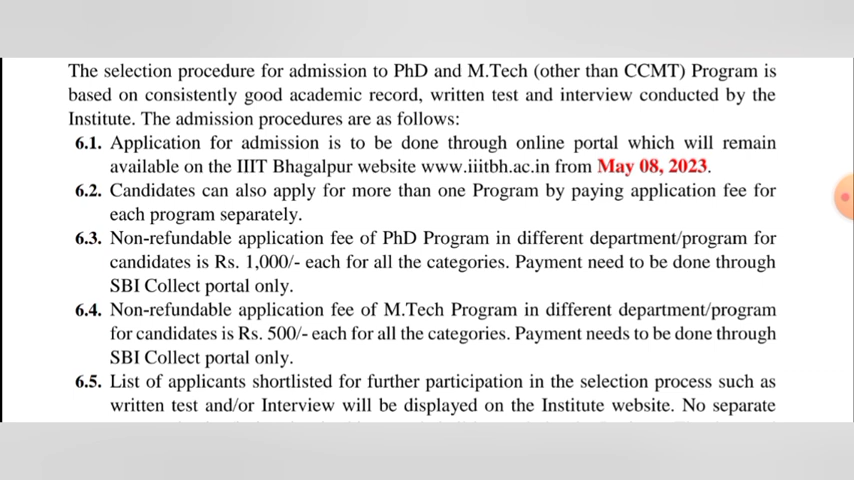 The selection procedure for admission to PhD and M.Tech (other than CCMT) Program is
based on consistently good academic record, written test and interview conducted by the
Institute. The admission procedures are as follows:
6.1. Application for admission is to be done through online portal which will remain
available on the IIIT Bhagalpur website www.iiitbh.ac.in from May 08, 2023.
6.2. Candidates can also apply for more than one Program by paying application fee for
each program separately.
6.3. Non-refundable application fee of PhD Program in different department/program for
candidates is Rs. 1,000/- each for all the categories. Payment need to be done through
SBI Collect portal only.
6.4. Non-refundable application fee of M.Tech Program in different department/program
for candidates is Rs. 500/- each for all the categories. Payment needs to be done through
SBI Collect portal only.
6.5. List of applicants shortlisted for further participation in the selection process such as
written test and/or Interview will be displayed on the Institute website. No separate